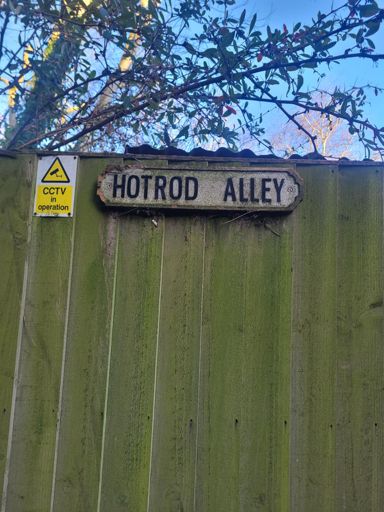 CCTV
in
operation
HOTROD ALLEY